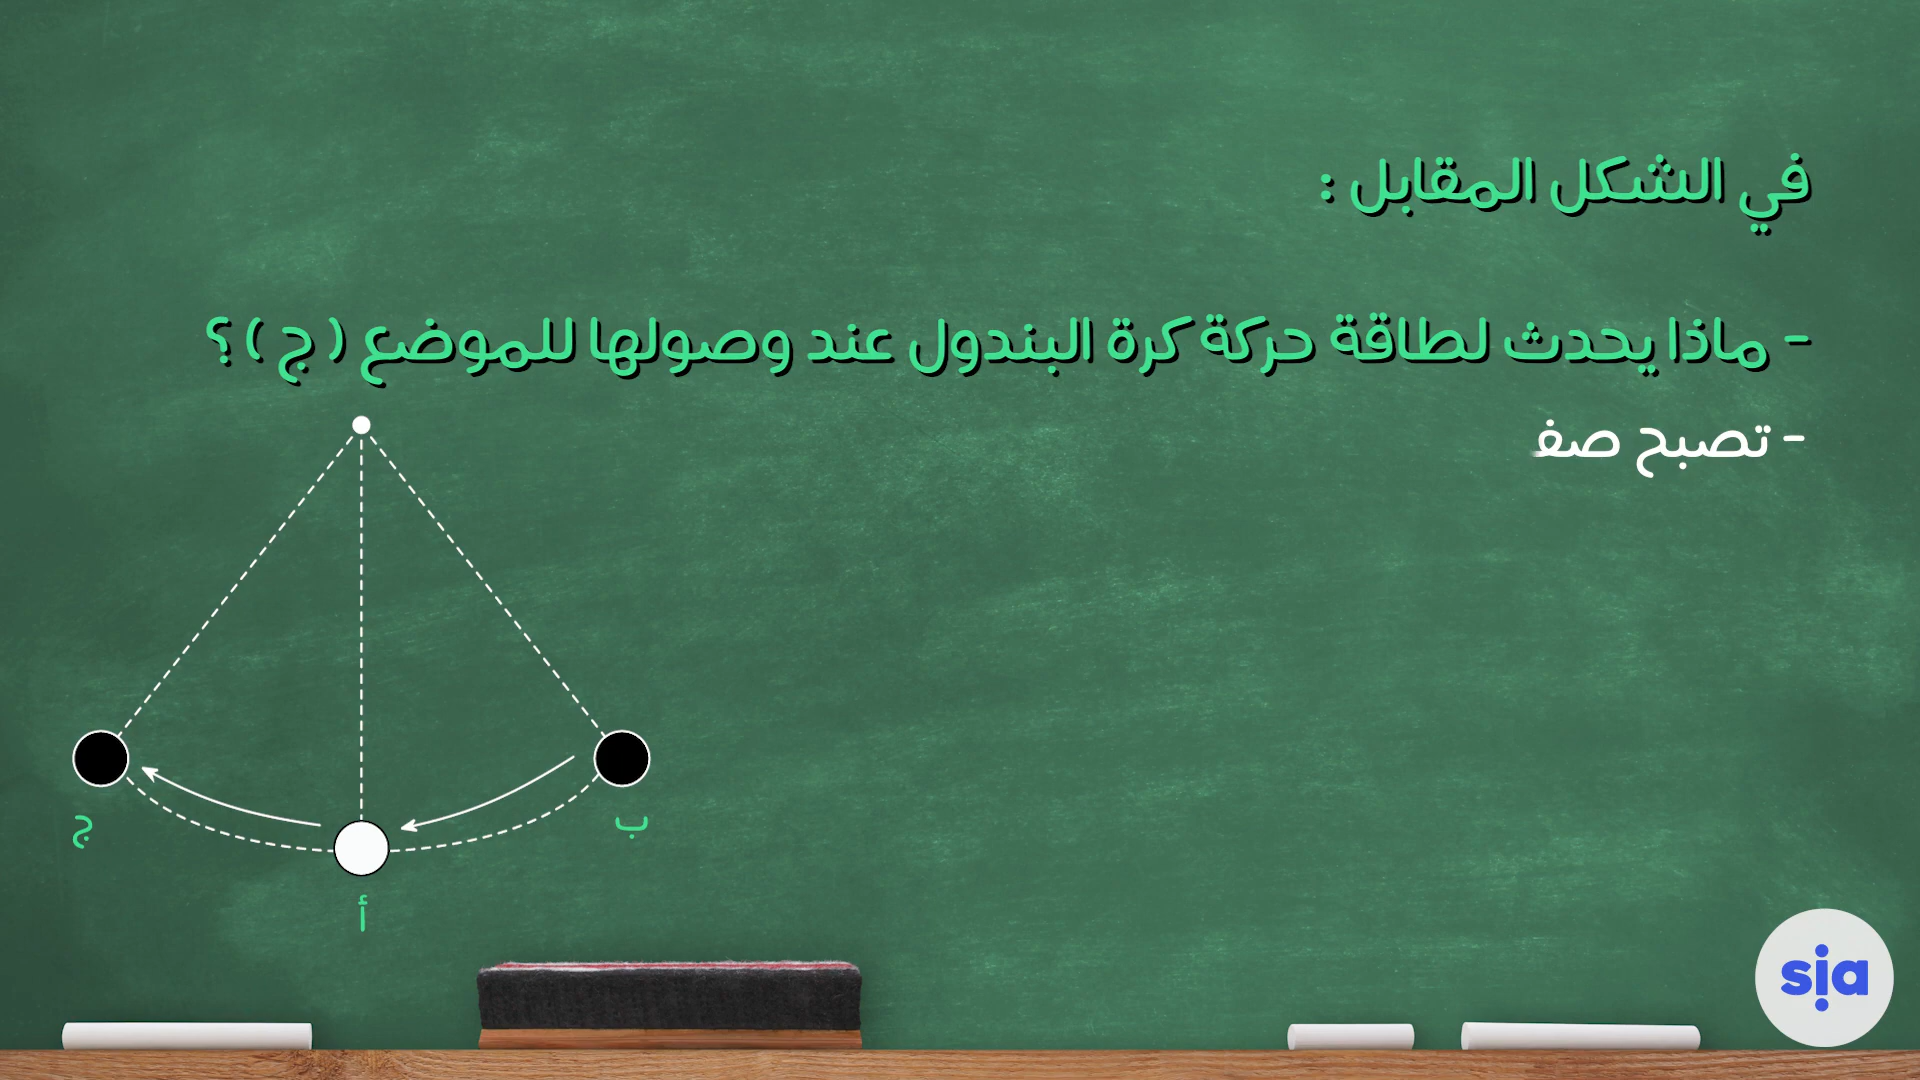 في الشكل المقابل :
- ماذا يحدث لطاقة حركة كرة البندول عند وصولها للموضع ( ج ) ؟
- تصبح صف
ج
ب
أ
sia